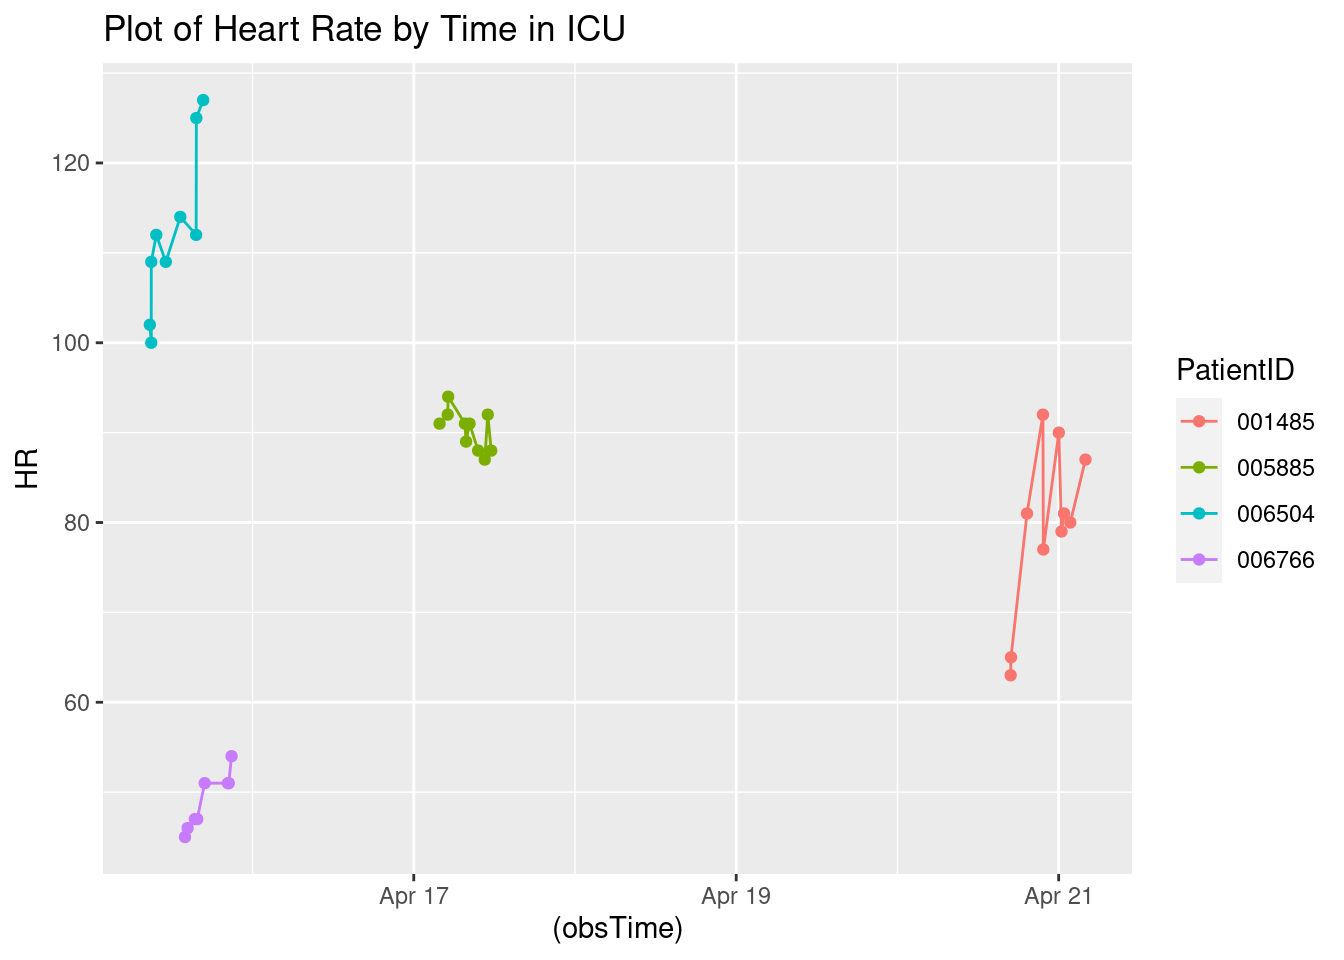 Plot of Heart Rate by Time in ICU
120
100
80
60
HR
Apr 17
Apr 19
Apr 21
(obsTime)
PatientID
001485
005885
006504
006766